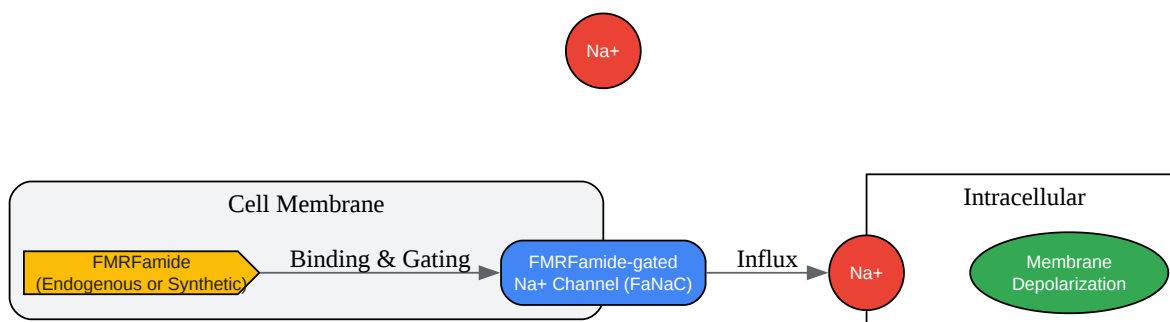 Na+
Cell Membrane
Intracellular
FMRFamide
(Endogenous or Synthetic)
Binding & Gating
FMRFamide-gated
Na+ Channel (FaNaC)
Influx
Na+
Membrane
Depolarization